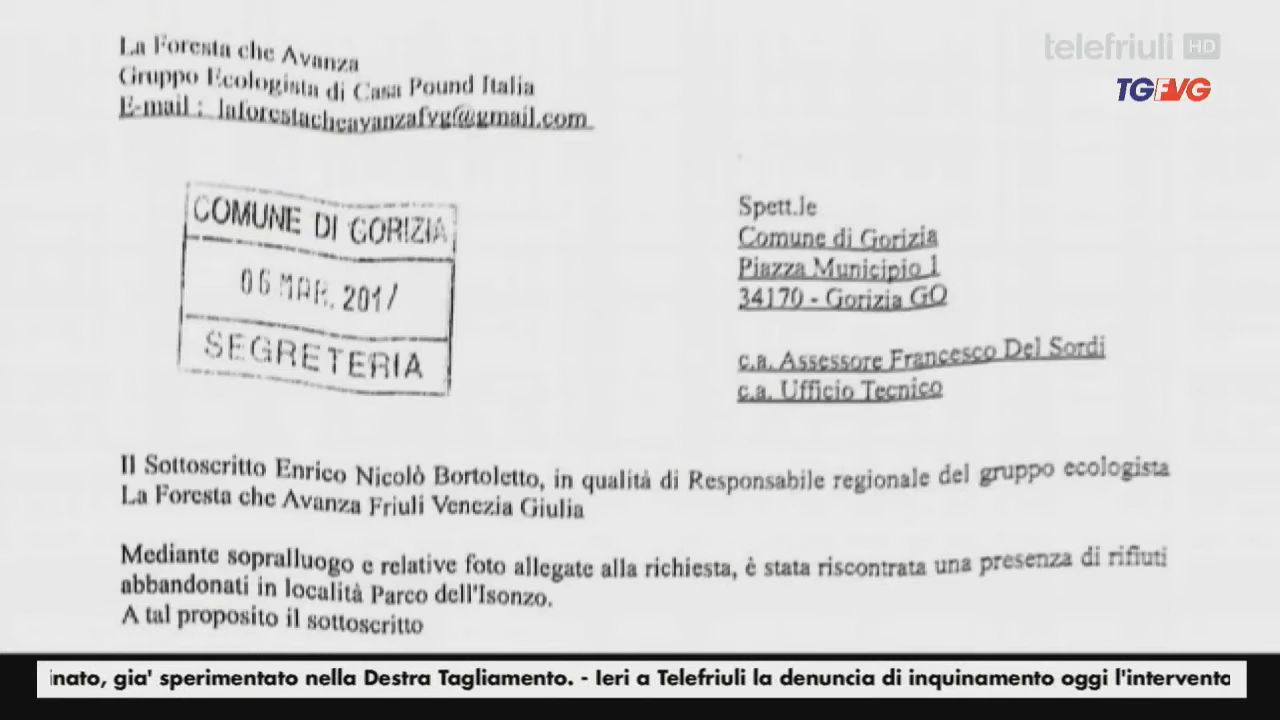 La Foresta che Avanza
Gruppo Ecologista di Casa Pound Italia
E-mail : laforestacheavanzafvg@gmail.com
telefriuli HD
TGFVG
COMUNE DI GORIZIA
06 MAR. 2017
SEGRETERIA
Spett.le
Comune di Gorizia
Piazza Municipio 1
34170 - Gorizia GO
c.a. Assessore Francesco Del Sordi
c.a. Ufficio Tecnico
Il Sottoscritto Enrico Nicolò Bortoletto, in qualità di Responsabile regionale del gruppo ecologista
La Foresta che Avanza Friuli Venezia Giulia
Mediante sopralluogo e relative foto allegate alla richiesta, è stata riscontrata una presenza di rifiuti
abbandonati in località Parco dell'Isonzo.
A tal proposito il sottoscritto
inato, gia' sperimentato nella Destra Tagliamento. - Ieri a Telefriuli la denuncia di inquinamento oggi l'intervento